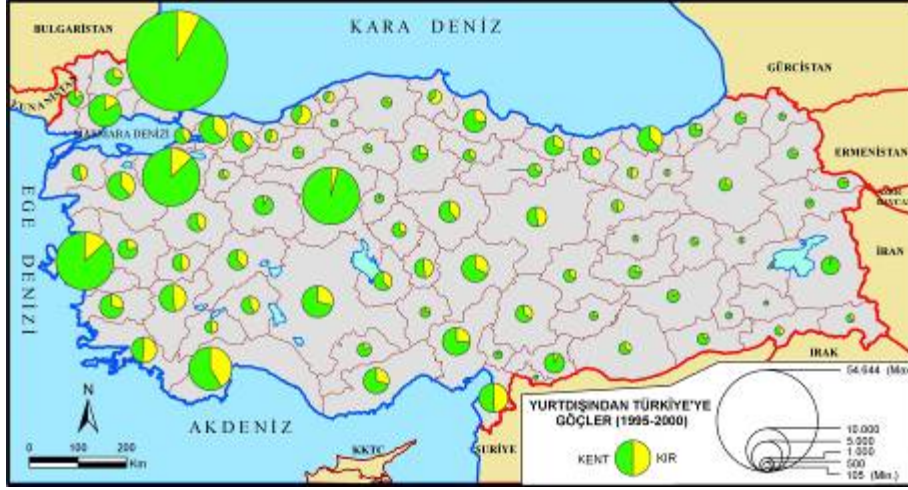 BULGARİSTAN
KARA DENİZ
GÜRCİSTAN
YUNANİSTAN
MARMARA DENİZİ
ERMENİSTAN
EGE DENİZİ
İRAN
N
AKDENİZ
IRAK
0 100 200
Km
KKTC
SURİYE
YURTDIŞINDAN TÜRKİYE'YE
GÖÇLER (1995-2000)
KENT KIR
54.644 (Max
10.000
5.000
1.000
500
105 (Min.)